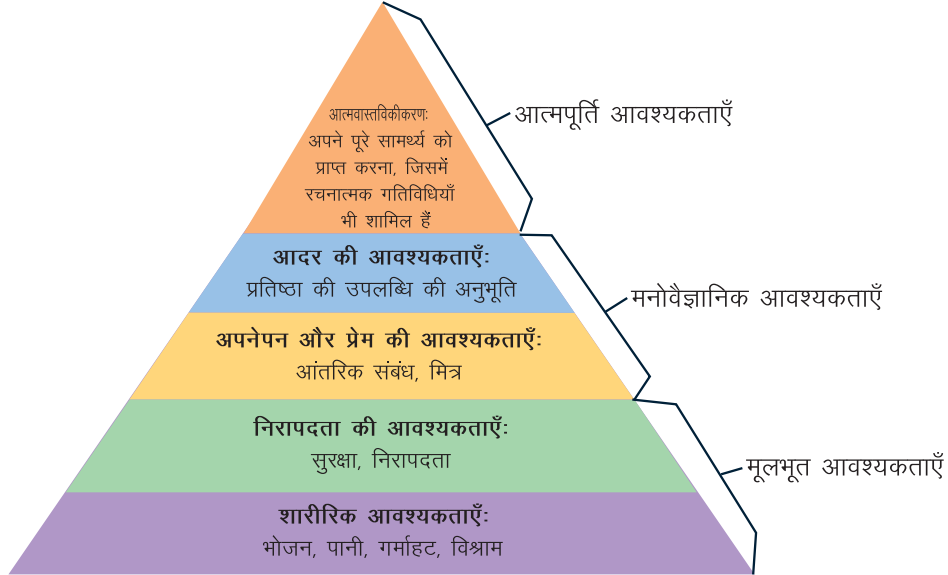 आत्मवास्तविकीकरणः
अपने पूरे सामर्थ्य को
प्राप्त करना, जिसमें
रचनात्मक गतिविधियाँ
भी शामिल हैं
आत्मपूर्ति आवश्यकताएँ
आदर की आवश्यकताएँः
प्रतिष्ठा की उपलब्धि की अनुभूति
मनोवैज्ञानिक आवश्यकताएँ
अपनेपन और प्रेम की आवश्यकताएँः
आंतरिक संबंध, मित्र
निरापदता की आवश्यकताएँः
सुरक्षा, निरापदता
मूलभूत आवश्यकताएँ
शारीरिक आवश्यकताएँः
भोजन, पानी, गर्माहट, विश्राम